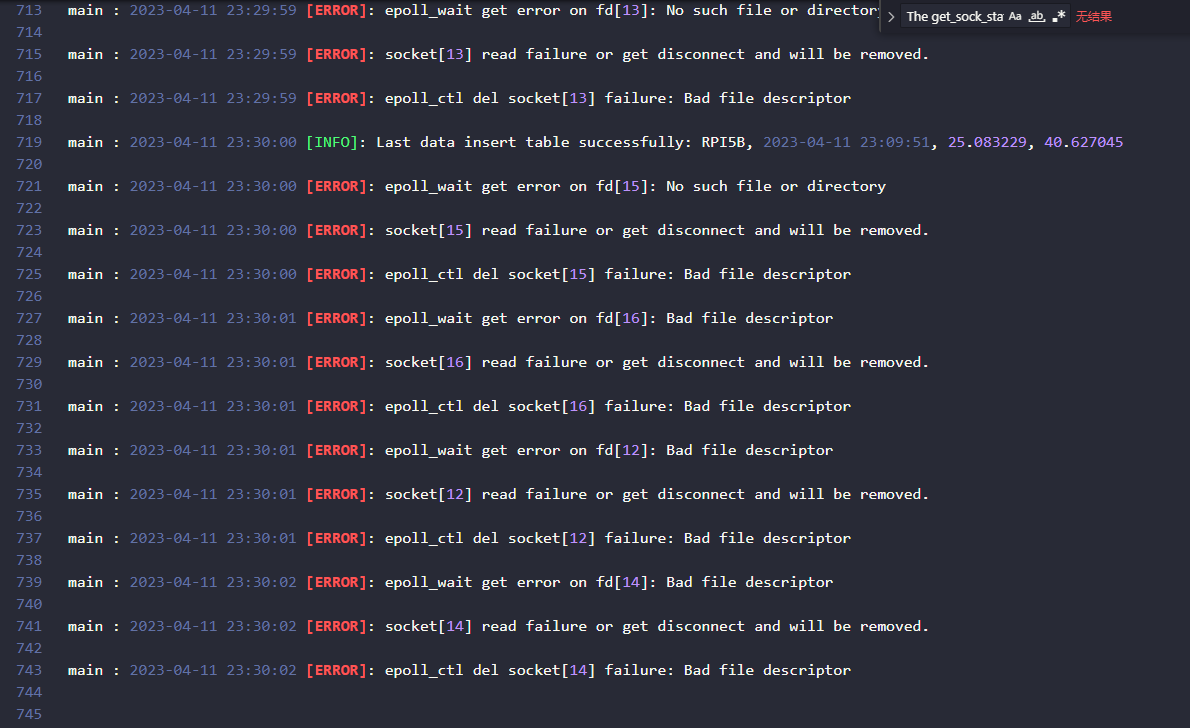 713 main : 2023-04-11 23:29:59 [ERROR]: epoll_wait get error on fd[13]: No such file or directory
The get_sock_sta Aa ab, .* 无结果
714
715 main : 2023-04-11 23:29:59 [ERROR]: socket[13] read failure or get disconnect and will be removed.
716
717 main : 2023-04-11 23:29:59 [ERROR]: epoll_ctl del socket[13] failure: Bad file descriptor
718
719 main : 2023-04-11 23:30:00 [INFO]: Last data insert table successfully: RPI5B, 2023-04-11 23:09:51, 25.083229, 40.627045
720
721 main : 2023-04-11 23:30:00 [ERROR]: epoll_wait get error on fd[15]: No such file or directory
722
723 main : 2023-04-11 23:30:00 [ERROR]: socket[15] read failure or get disconnect and will be removed.
724
725 main : 2023-04-11 23:30:00 [ERROR]: epoll_ctl del socket[15] failure: Bad file descriptor
726
727 main : 2023-04-11 23:30:01 [ERROR]: epoll_wait get error on fd[16]: Bad file descriptor
728
729 main : 2023-04-11 23:30:01 [ERROR]: socket[16] read failure or get disconnect and will be removed.
730
731 main : 2023-04-11 23:30:01 [ERROR]: epoll_ctl del socket[16] failure: Bad file descriptor
732
733 main : 2023-04-11 23:30:01 [ERROR]: epoll_wait get error on fd[12]: Bad file descriptor
734
735 main : 2023-04-11 23:30:01 [ERROR]: socket[12] read failure or get disconnect and will be removed.
736
737 main : 2023-04-11 23:30:01 [ERROR]: epoll_ctl del socket[12] failure: Bad file descriptor
738
739 main : 2023-04-11 23:30:02 [ERROR]: epoll_wait get error on fd[14]: Bad file descriptor
740
741 main : 2023-04-11 23:30:02 [ERROR]: socket[14] read failure or get disconnect and will be removed.
742
743 main : 2023-04-11 23:30:02 [ERROR]: epoll_ctl del socket[14] failure: Bad file descriptor
744
745